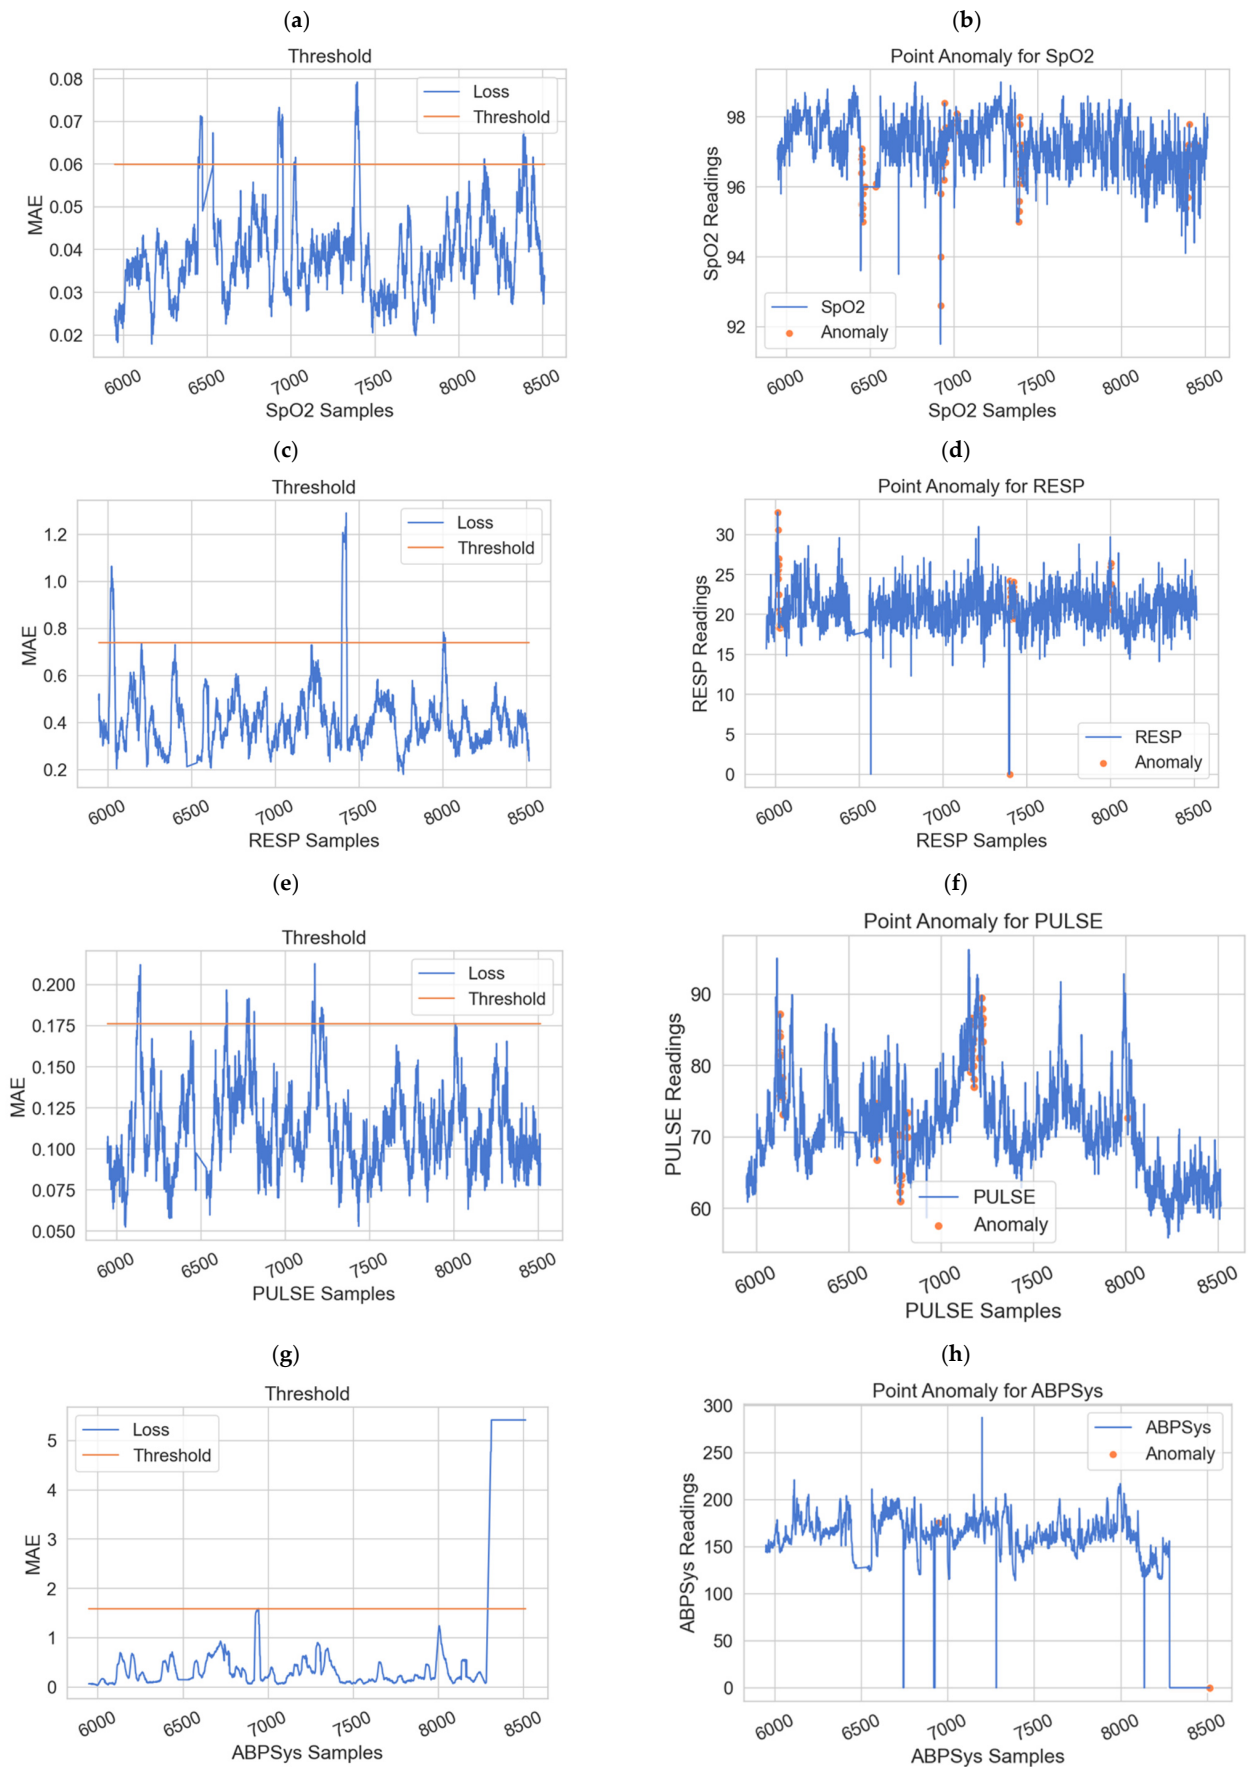 (a)
Threshold
0.08
0.07
0.06
0.05
0.04
0.03
0.02
MAE
Loss
Threshold
6000 6500 7000 7500 8000 8500
SpO2 Samples
(b)
Point Anomaly for SpO2
98
96
94
92
SpO2 Readings
SpO2
Anomaly
6000 6500 7000 7500 8000 8500
SpO2 Samples
(c)
Threshold
1.2
1.0
0.8
0.6
0.4
0.2
MAE
Loss
Threshold
6000 6500 7000 7500 8000 8500
RESP Samples
(d)
Point Anomaly for RESP
30
25
20
15
10
5
0
RESP Readings
RESP
Anomaly
6000 6500 7000 7500 8000 8500
RESP Samples
(e)
Threshold
0.200
0.175
0.150
0.125
0.100
0.075
0.050
MAE
Loss
Threshold
6000 6500 7000 7500 8000 8500
PULSE Samples
(f)
Point Anomaly for PULSE
90
80
70
60
PULSE Readings
PULSE
Anomaly
6000 6500 7000 7500 8000 8500
PULSE Samples
(g)
Threshold
5
4
3
2
1
0
MAE
Loss
Threshold
6000 6500 7000 7500 8000 8500
ABPSys Samples
(h)
Point Anomaly for ABPSys
300
250
200
150
100
50
0
ABPSys Readings
ABPSys
Anomaly
6000 6500 7000 7500 8000 8500
ABPSys Samples